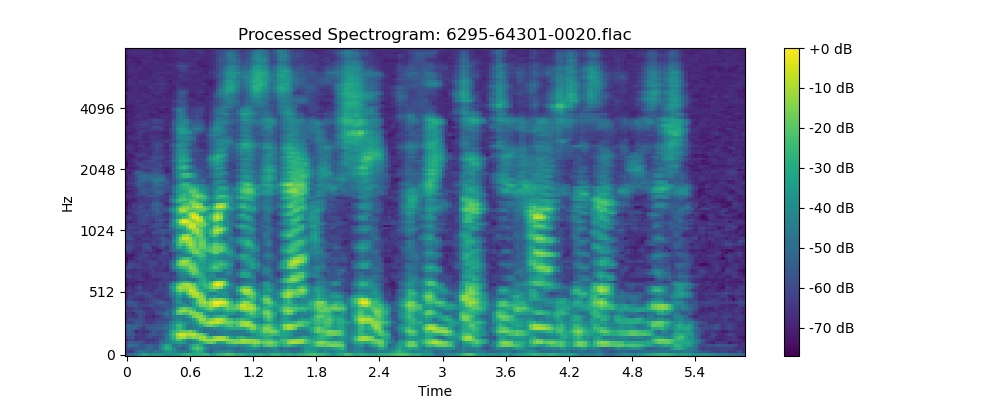 Processed Spectrogram: 6295-64301-0020.flac
Hz
4096
2048
1024
512
0
0 0.6 1.2 1.8 2.4 3 3.6 4.2 4.8 5.4
Time
+0 dB
-10 dB
-20 dB
-30 dB
-40 dB
-50 dB
-60 dB
-70 dB